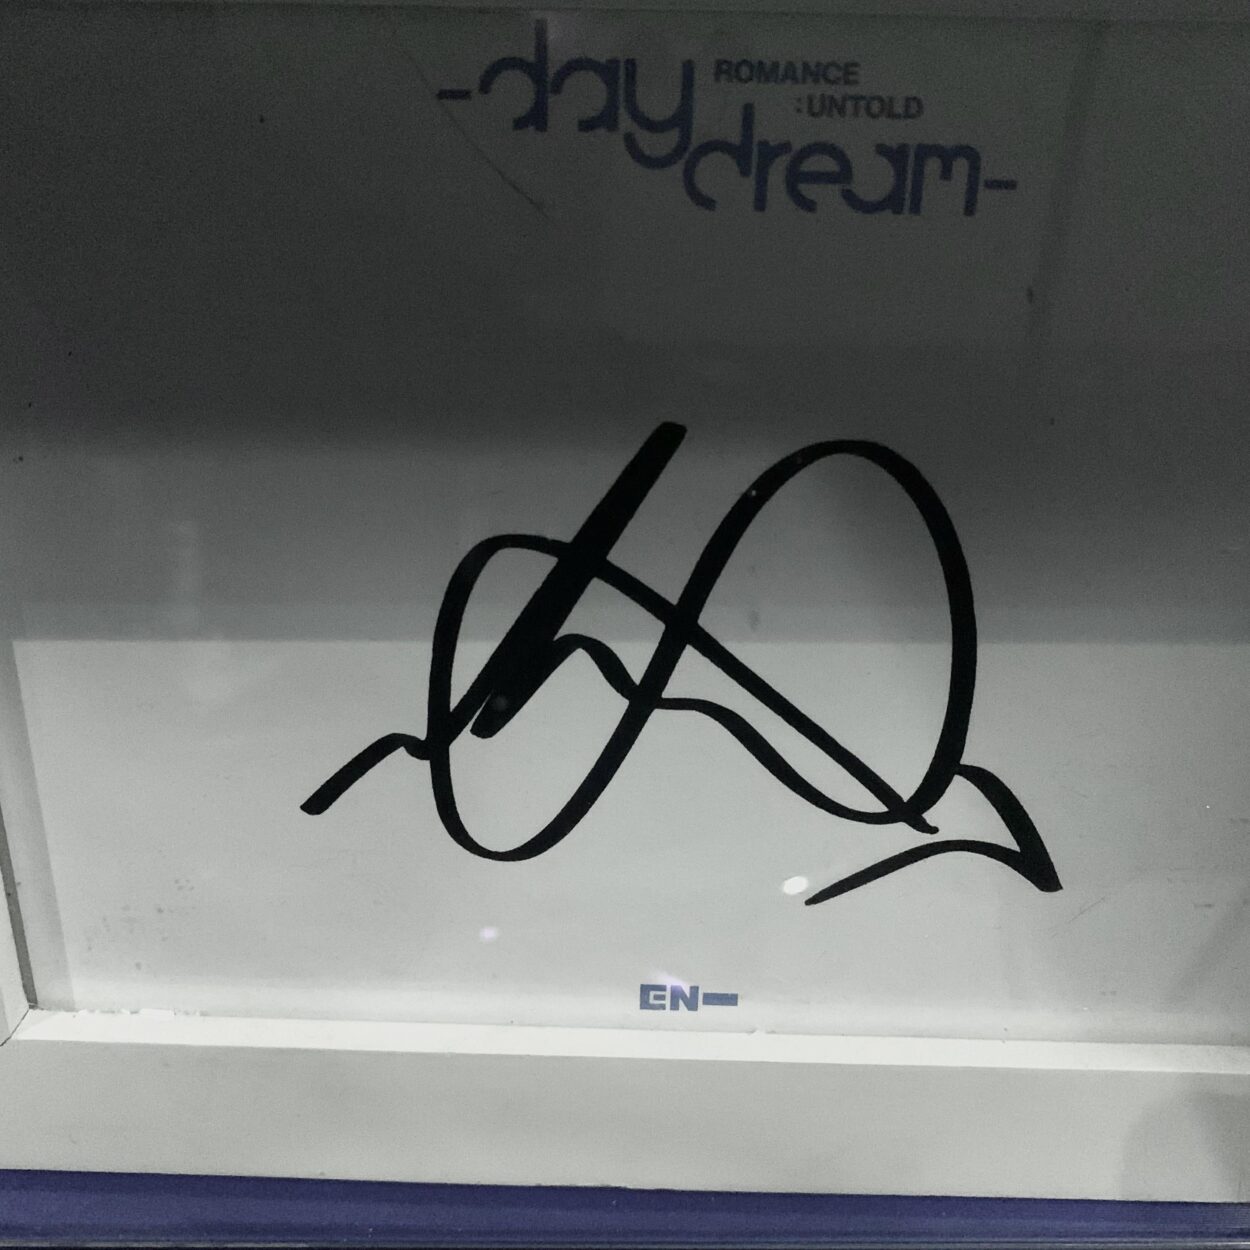 -day
ROMANCE
:UNTOLD
dream-
EN-